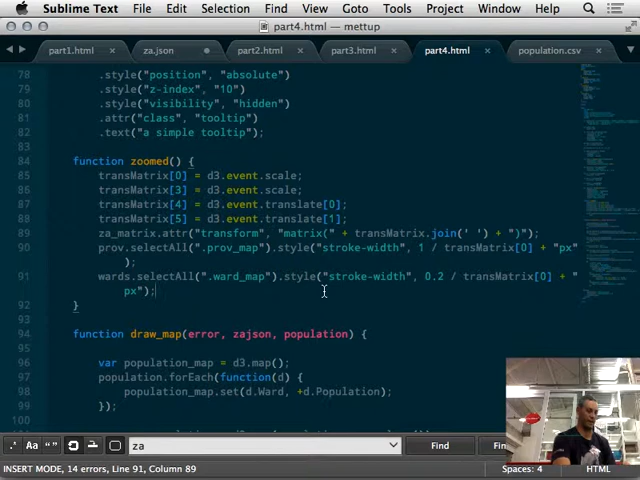 Sublime Text File Edit Selection Find View Goto Tools Project Window Help
part4.html — mettup
part1.html × za.json part2.html × part3.html × part4.html × population.csv ×
78 .style("position", "absolute")
79 .style("z-index", "10")
80 .style("visibility", "hidden")
81 .attr("class", "tooltip")
82 .text("a simple tooltip");
83
84 function zoomed() {
85 transMatrix[0] = d3.event.scale;
86 transMatrix[3] = d3.event.scale;
87 transMatrix[4] = d3.event.translate[0];
88 transMatrix[5] = d3.event.translate[1];
89 za_matrix.attr("transform", "matrix(" + transMatrix.join(' ') + ")");
90 prov.selectAll(".prov_map").style("stroke-width", 1 / transMatrix[0] + "px"
);
91 wards.selectAll(".ward_map").style("stroke-width", 0.2 / transMatrix[0] + "
px");
92 }
93
94 function draw_map(error, zajson, population) {
95
96 var population_map = d3.map();
97 population.forEach(function(d) {
98 population_map.set(d.Ward, +d.Population);
99 });
100
.* Aa “” za Find
INSERT MODE, 14 errors, Line 91, Column 89 Spaces: 4 HTML